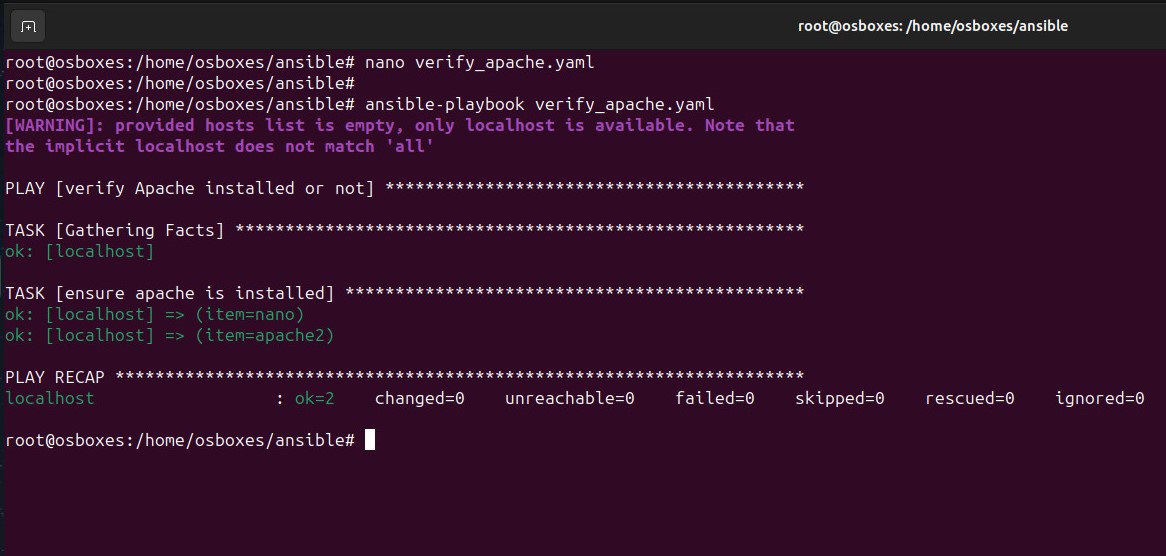 root@osboxes: /home/osboxes/ansible
root@osboxes:/home/osboxes/ansible# nano verify_apache.yaml
root@osboxes:/home/osboxes/ansible#
root@osboxes:/home/osboxes/ansible# ansible-playbook verify_apache.yaml
[WARNING]: provided hosts list is empty, only localhost is available. Note that
the implicit localhost does not match 'all'
PLAY [verify Apache installed or not] ******************************************
TASK [Gathering Facts] *********************************************************
ok: [localhost]
TASK [ensure apache is installed] **********************************************
ok: [localhost] => (item=nano)
ok: [localhost] => (item=apache2)
PLAY RECAP *********************************************************************
localhost                  : ok=2    changed=0    unreachable=0    failed=0    skipped=0    rescued=0    ignored=0
root@osboxes:/home/osboxes/ansible#